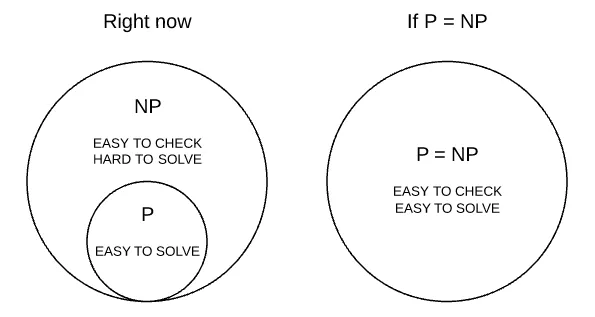 Right now
NP
EASY TO CHECK
HARD TO SOLVE
P
EASY TO SOLVE
If P = NP
P = NP
EASY TO CHECK
EASY TO SOLVE